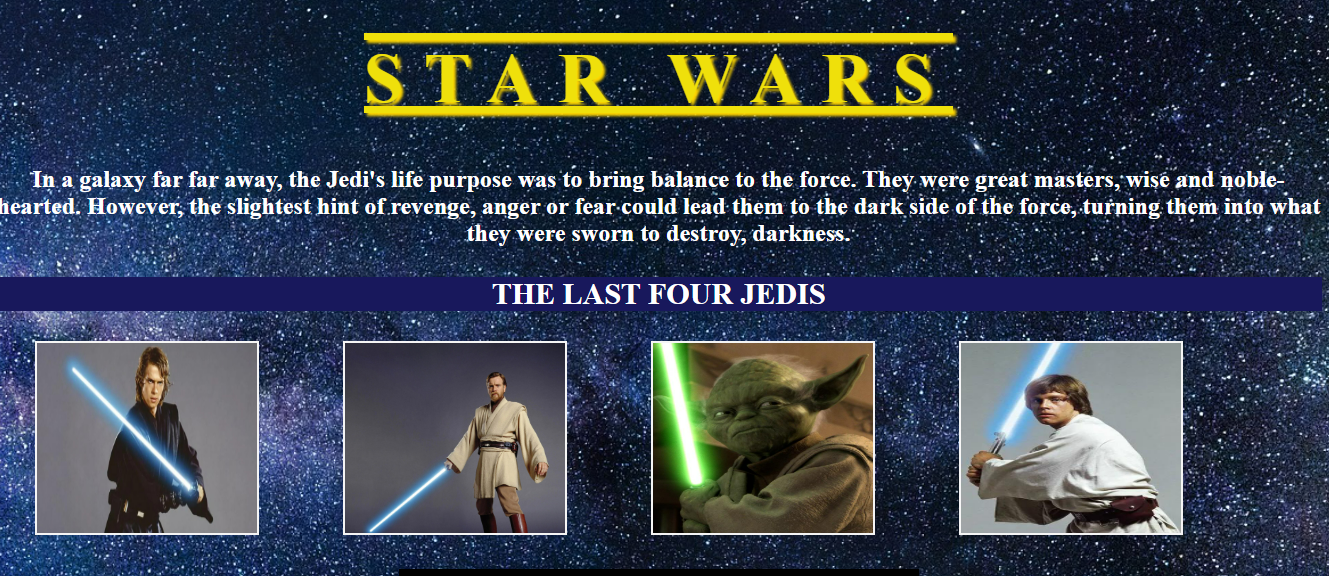 STAR WARS
In a galaxy far far away, the Jedi's life purpose was to bring balance to the force. They were great masters, wise and noble-
hearted. However, the slightest hint of revenge, anger or fear could lead them to the dark side of the force, turning them into what
they were sworn to destroy, darkness.
THE LAST FOUR JEDIS